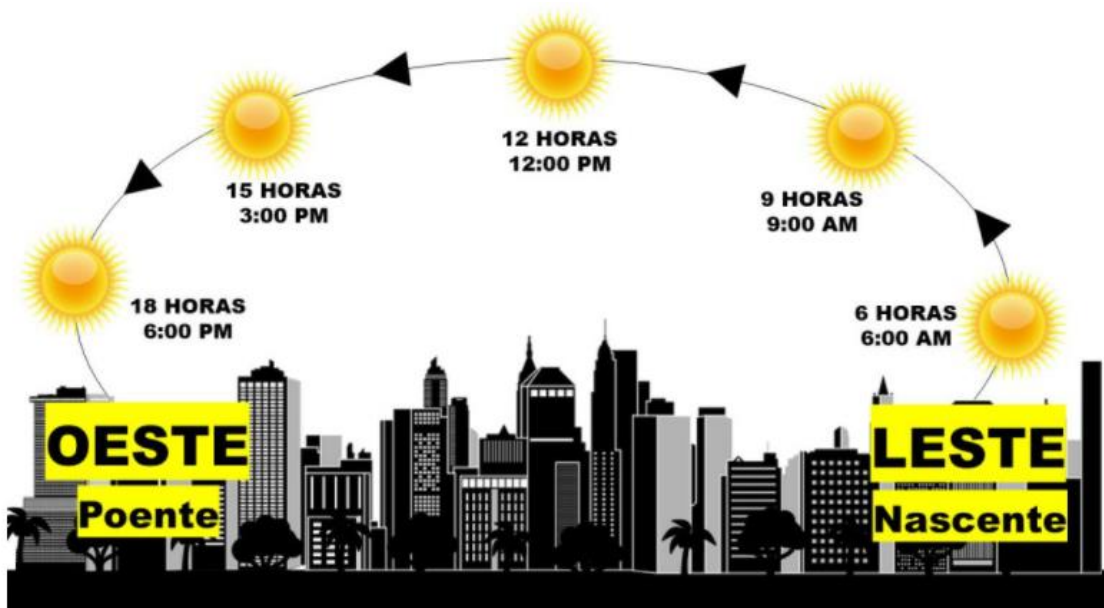 12 HORAS
12:00 PM
15 HORAS
3:00 PM
9 HORAS
9:00 AM
18 HORAS
6:00 PM
6 HORAS
6:00 AM
OESTE
Poente
LESTE
Nascente